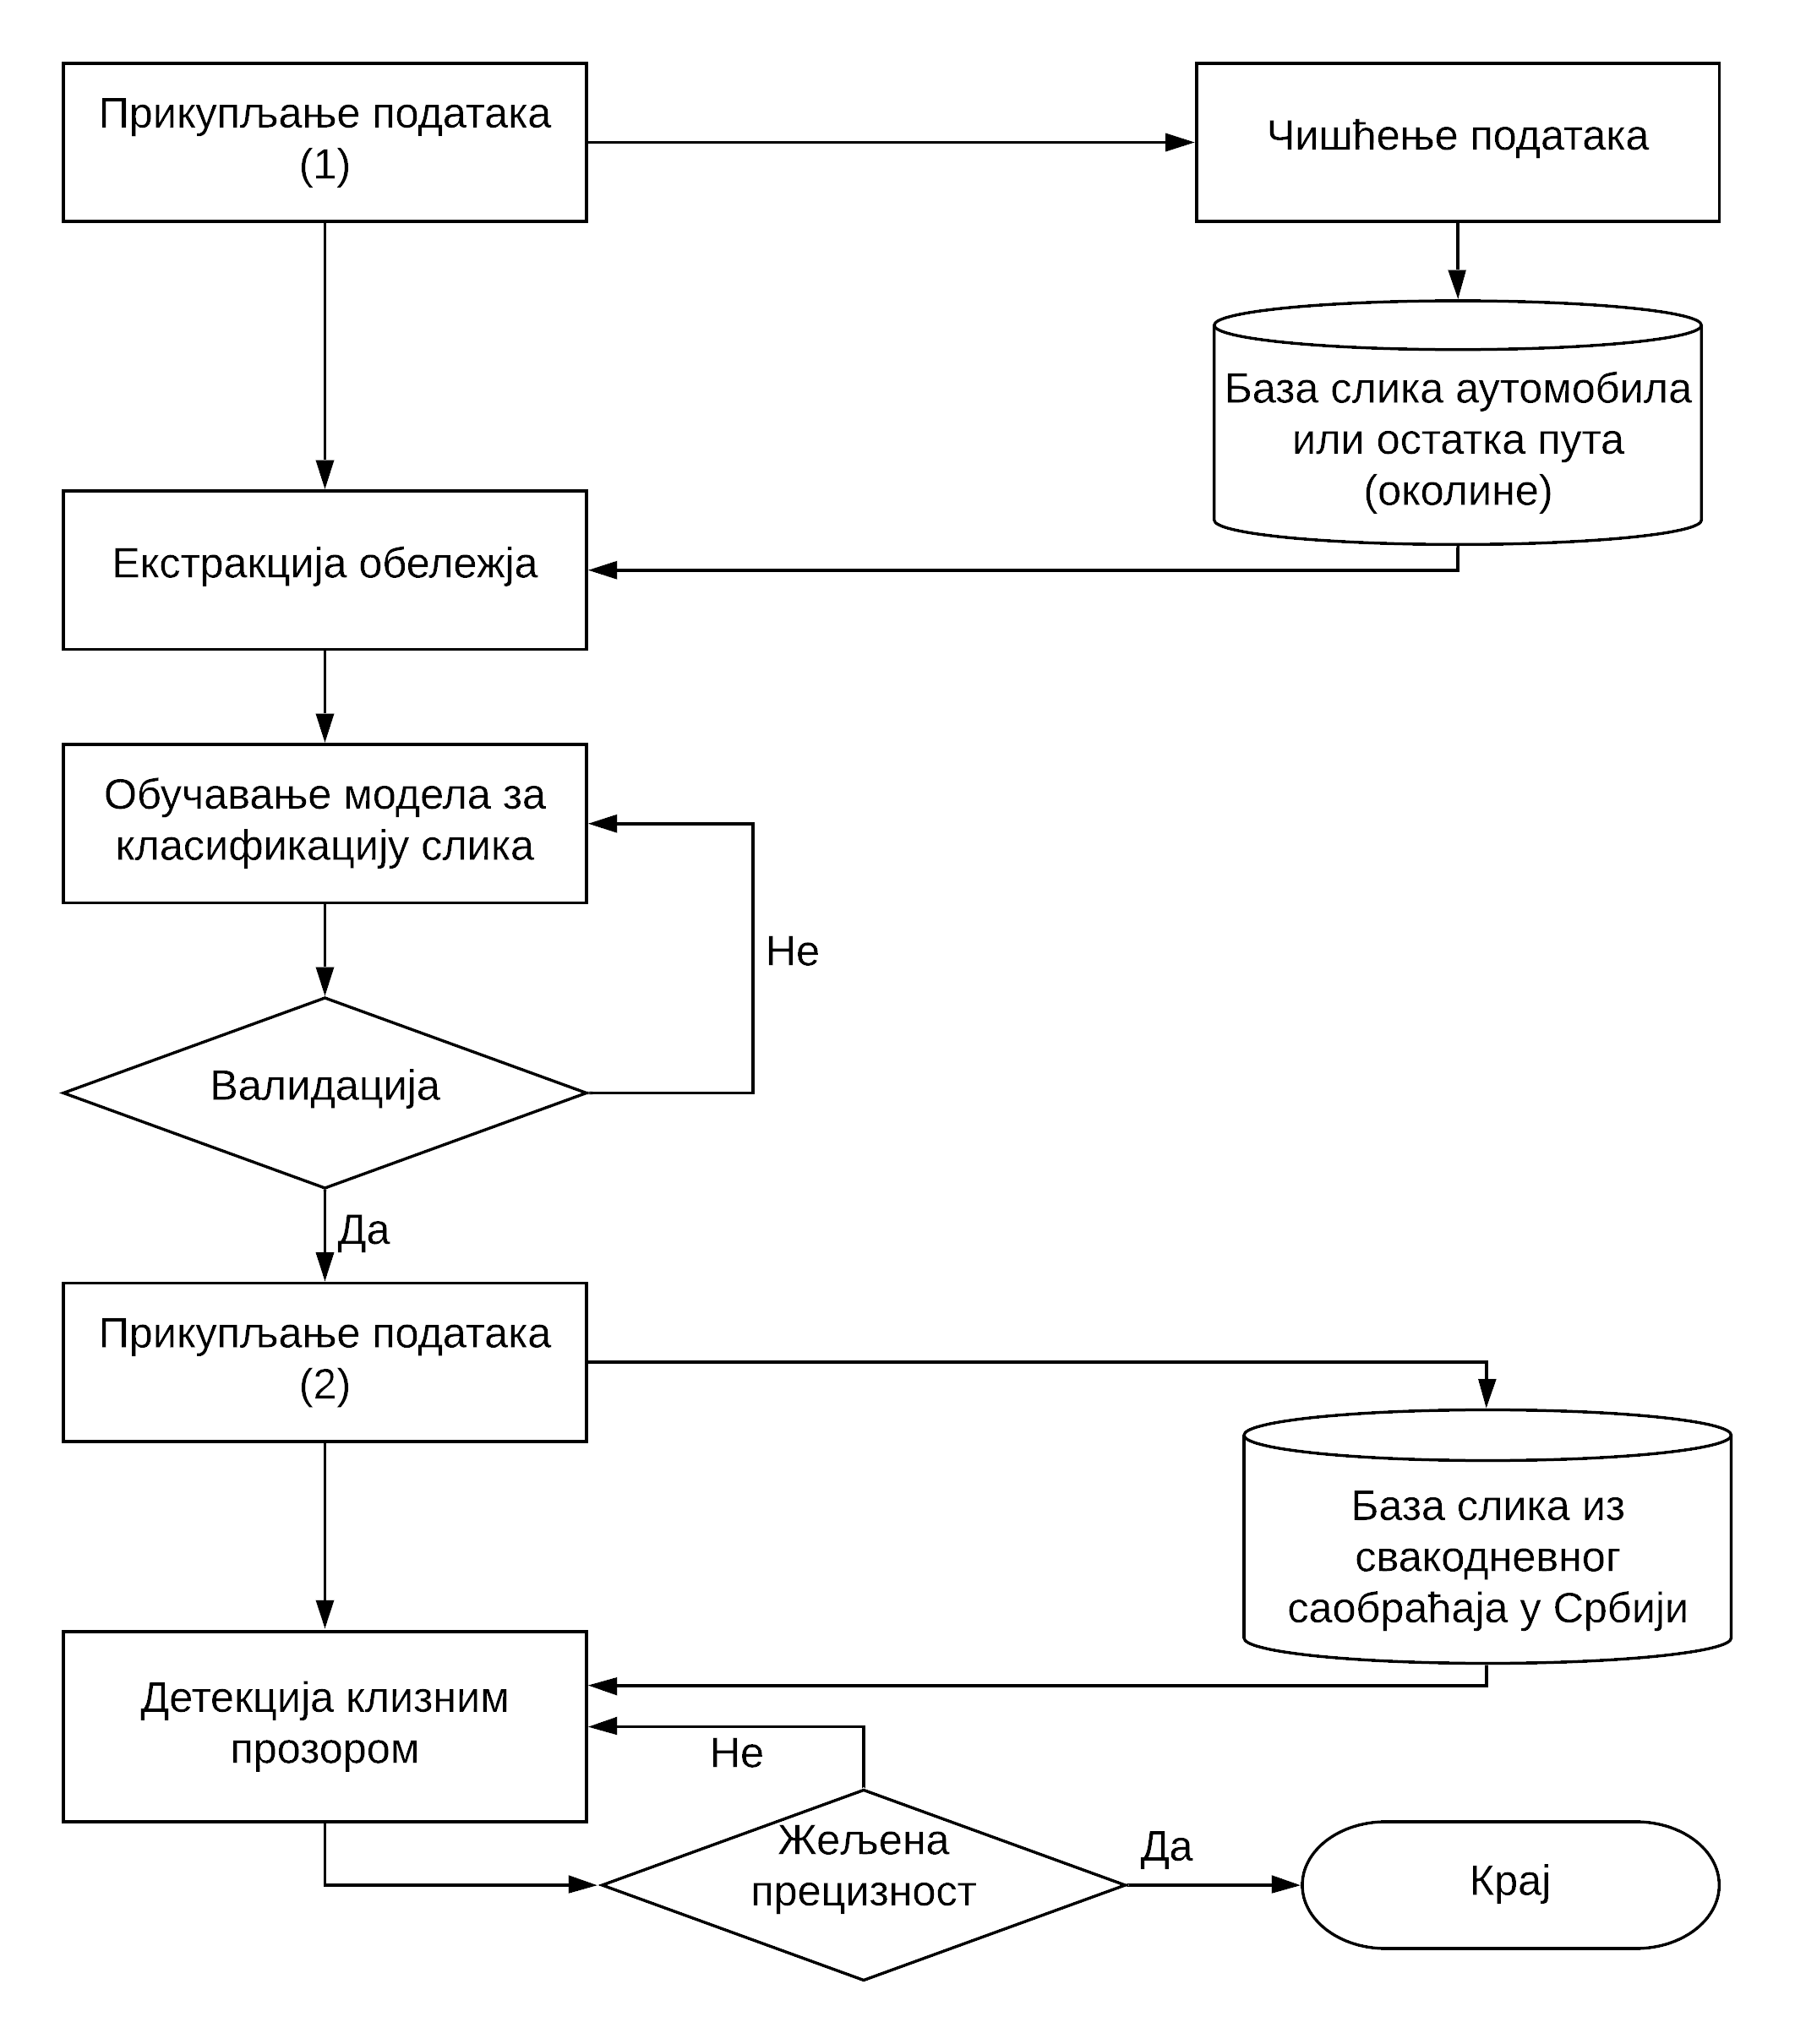 Прикупљање података
(1)
Чишћење података
База слика аутомобила
или остатка пута
(околине)
Екстракција обележја
Обучавање модела за
класификацију слика
Не
Валидација
Да
Прикупљање података
(2)
База слика из
свакодневног
саобраћаја у Србији
Детекција клизним
прозором
Не
Жељена
прецизност
Да
Крај